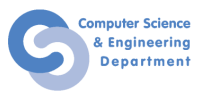 Computer Science
& Engineering
Department